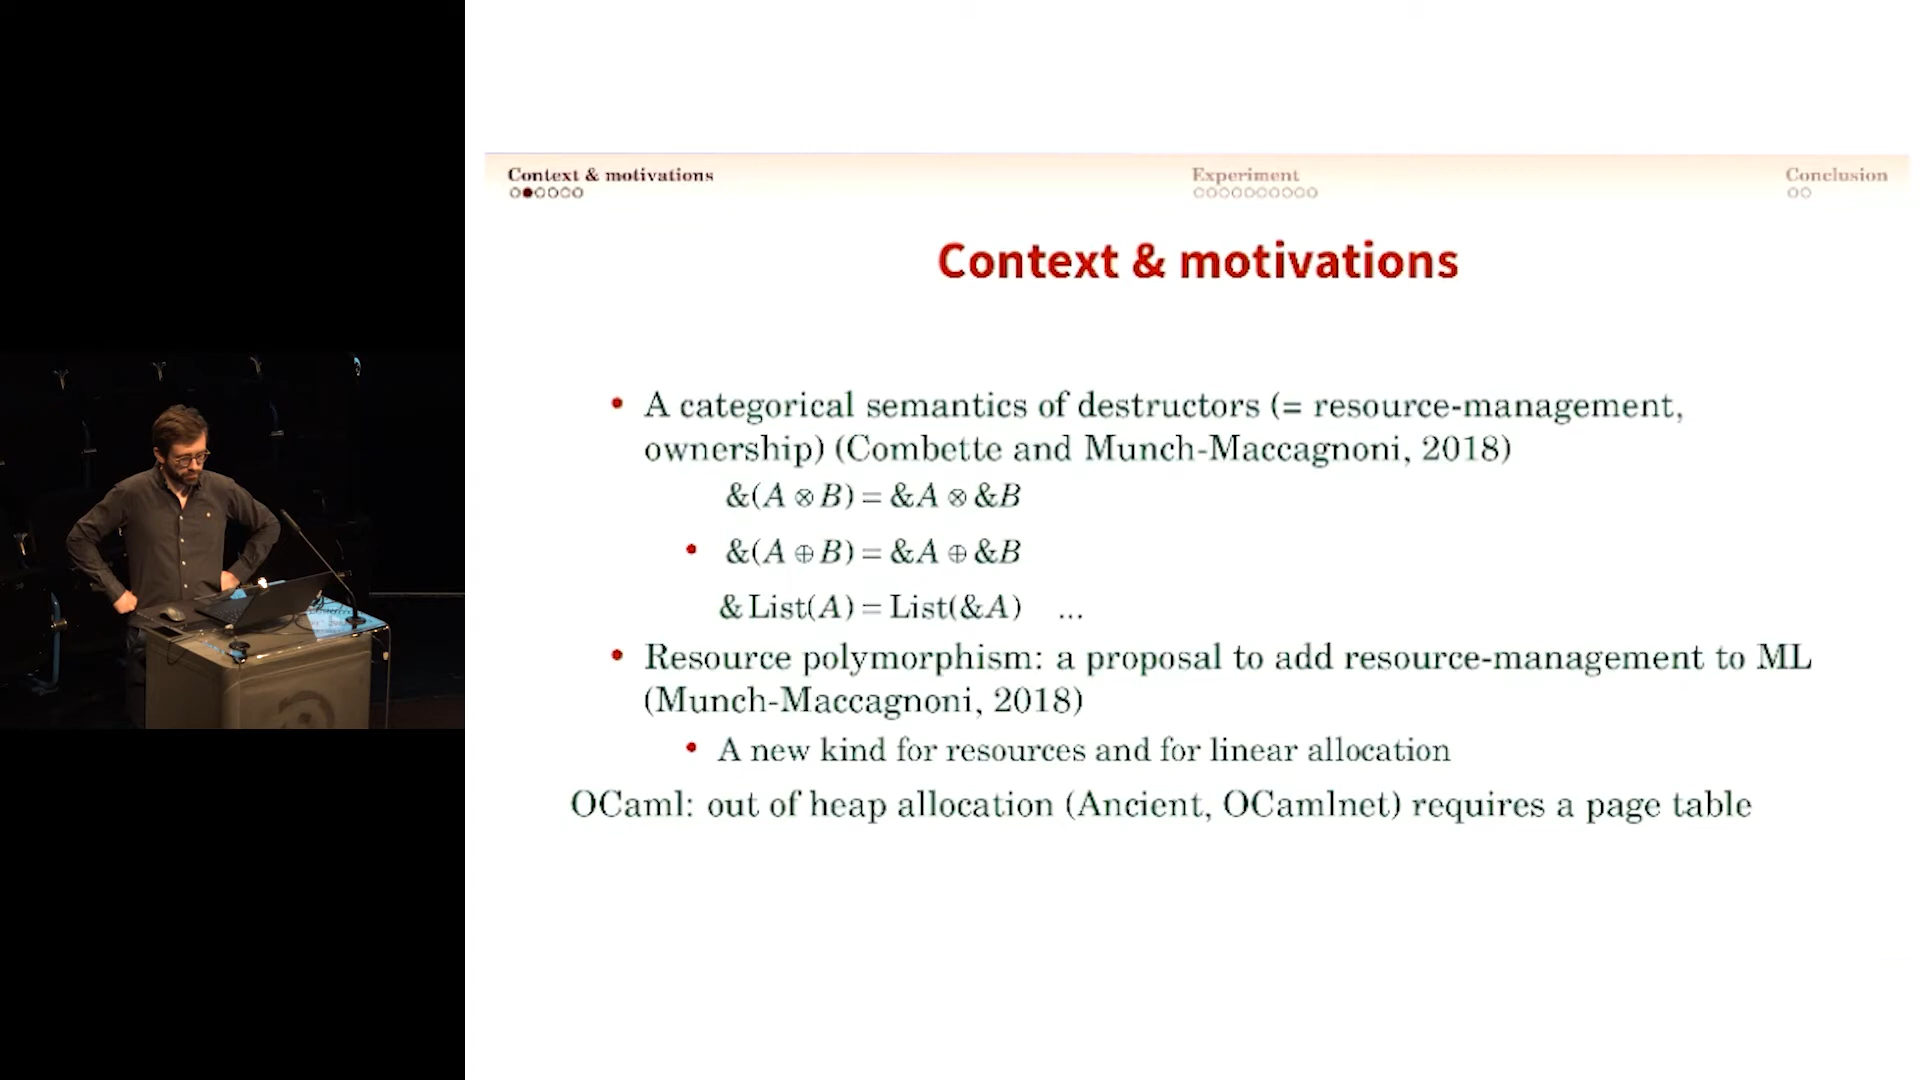 Context & motivations
Experiment
Conclusion
Context & motivations
• A categorical semantics of destructors (= resource-management,
ownership) (Combette and Munch-Maccagnoni, 2018)
&(A ⊗ B) = &A ⊗ &B
• &(A ⊕ B) = &A ⊕ &B
& List(A) = List(&A) ...
• Resource polymorphism: a proposal to add resource-management to ML
(Munch-Maccagnoni, 2018)
• A new kind for resources and for linear allocation
OCaml: out of heap allocation (Ancient, OCamlnet) requires a page table